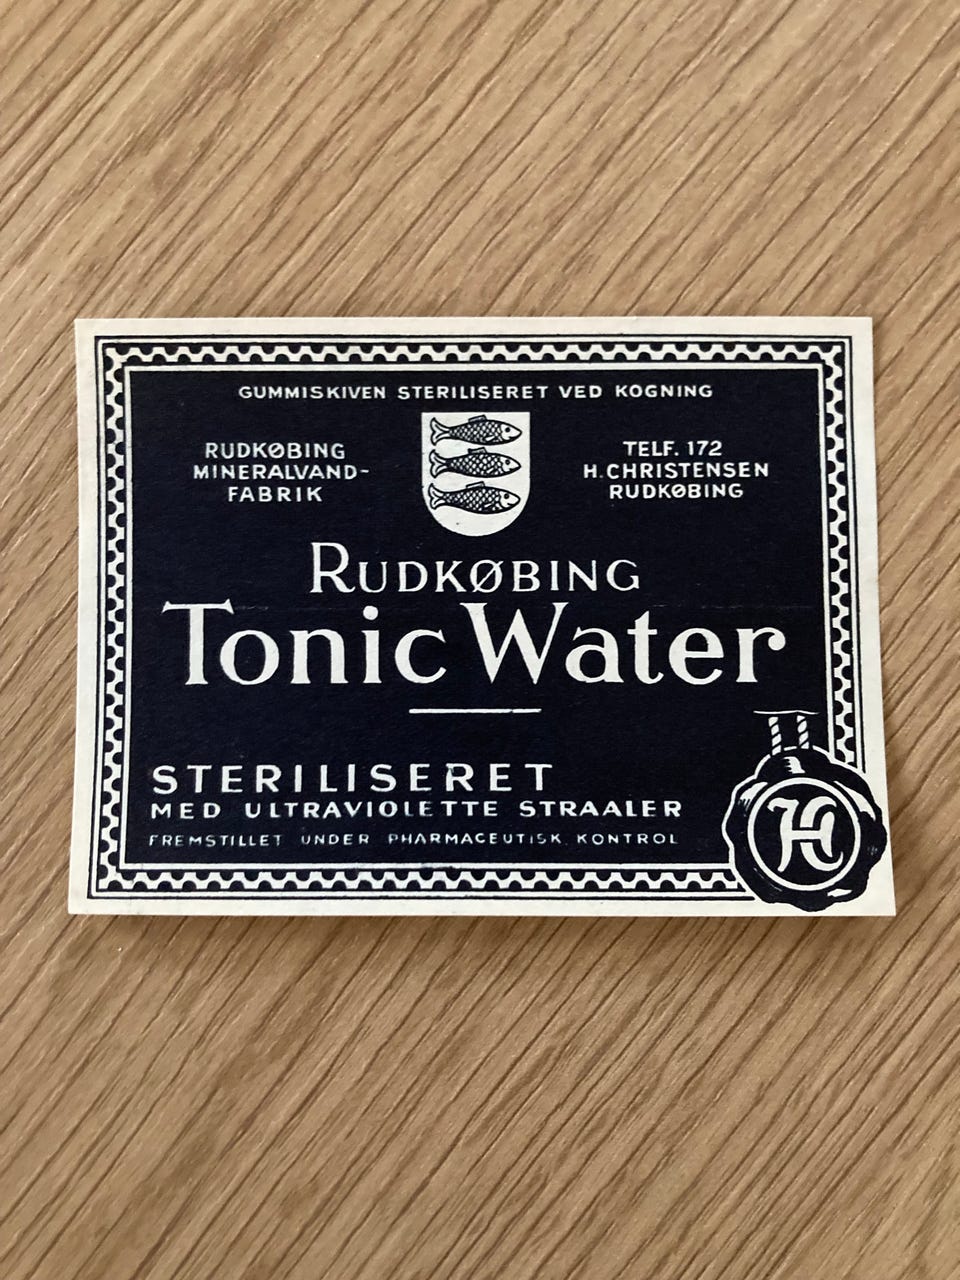 GUMMISKIVEN STERILISERET VED KOGNING
RUDKØBING
MINERALVAND-
FABRIK
TELF. 172
H. CHRISTENSEN
RUDKØBING
RUDKØBING
Tonic Water
STERILISERET
MED ULTRAVIOLETTE STRAALER
FREMSTILLET UNDER PHARMACEUTISK KONTROL
H